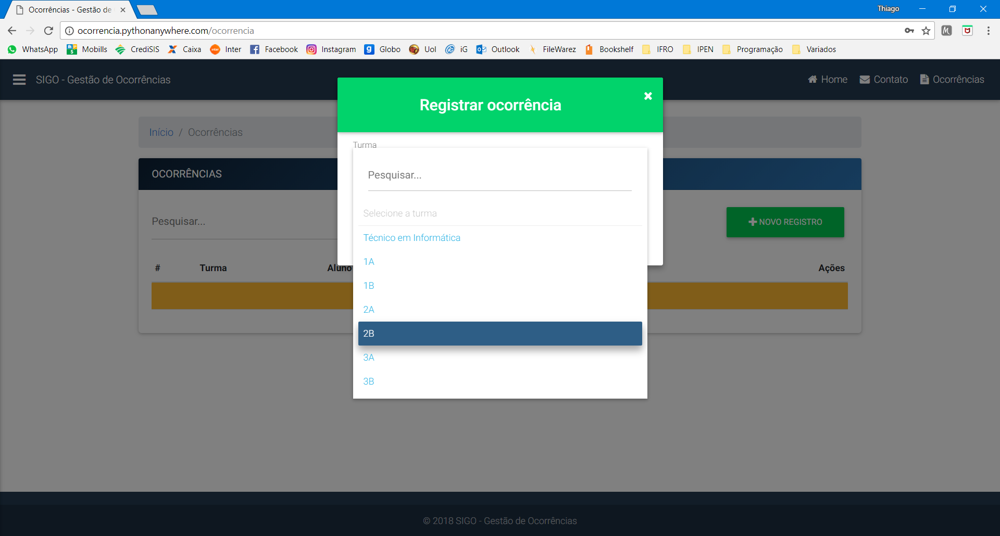 Ocorrências - Gestão de
Thiago
ocorrencia.pythonanywhere.com/ocorrencia
WhatsApp Mobills CrediSIS Caixa Inter Facebook Instagram Globo Uol iG Outlook FileWarez Bookshelf IFRO IPEN Programação Variados
SIGO - Gestão de Ocorrências
Home Contato Ocorrências
Registrar ocorrência
Início / Ocorrências
Turma
OCORRÊNCIAS
Pesquisar...
Selecione a turma
Pesquisar...
NOVO REGISTRO
Técnico em Informática
1A
# Turma Aluno Ações
1B
2A
2B
3A
3B
© 2018 SIGO - Gestão de Ocorrências